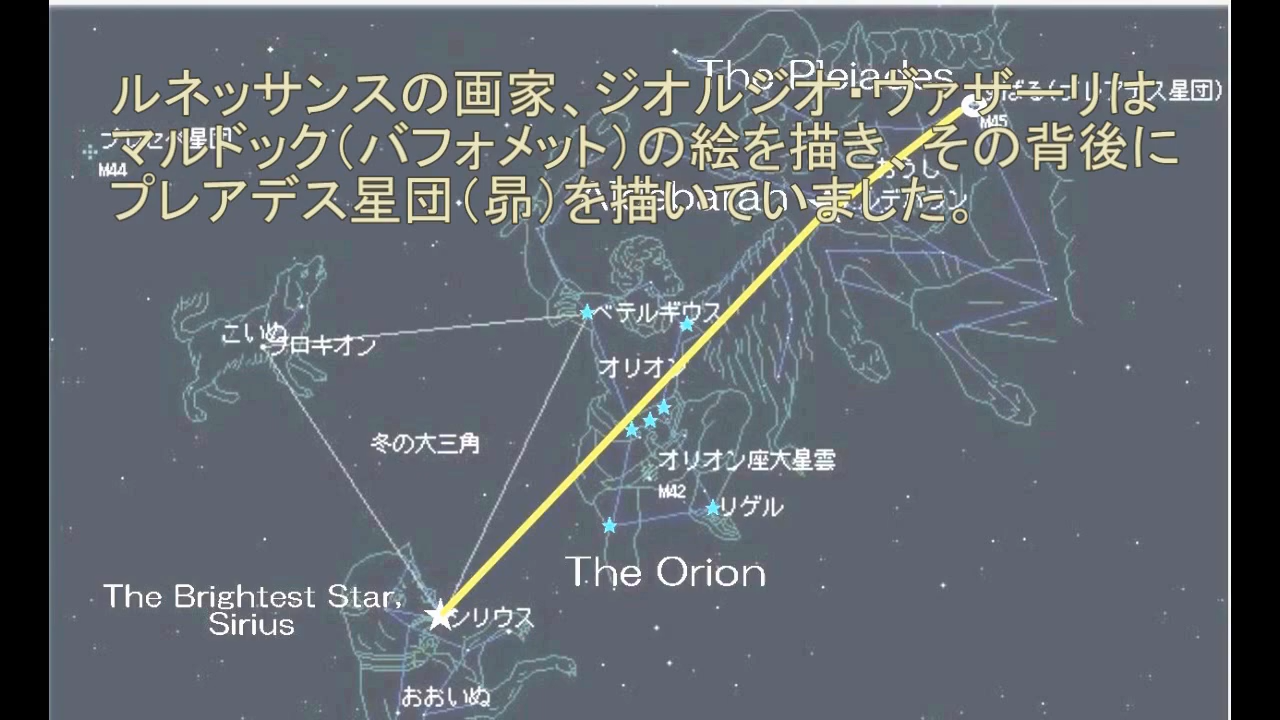 The Pleiades
ルネッサンスの画家、ジオルジオ・ヴァザーリは
マルドック(バフォメット)の絵を描き、その背後に
M45
M44
おうし
プレアデス星団(昴)を描いていました。
ベテルギウス
こいぬ
プロキオン
オリオン
冬の大三角
オリオン座大星雲
M42
リゲル
The Orion
The Brightest Star,
Sirius
シリウス
おおいぬ